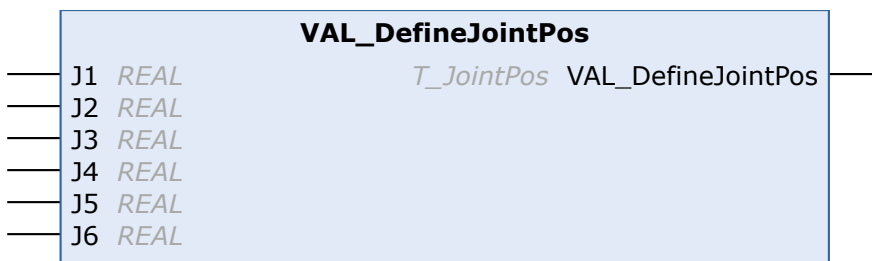 VAL_DefineJointPos
J1 REAL T_JointPos VAL_DefineJointPos
J2 REAL
J3 REAL
J4 REAL
J5 REAL
J6 REAL